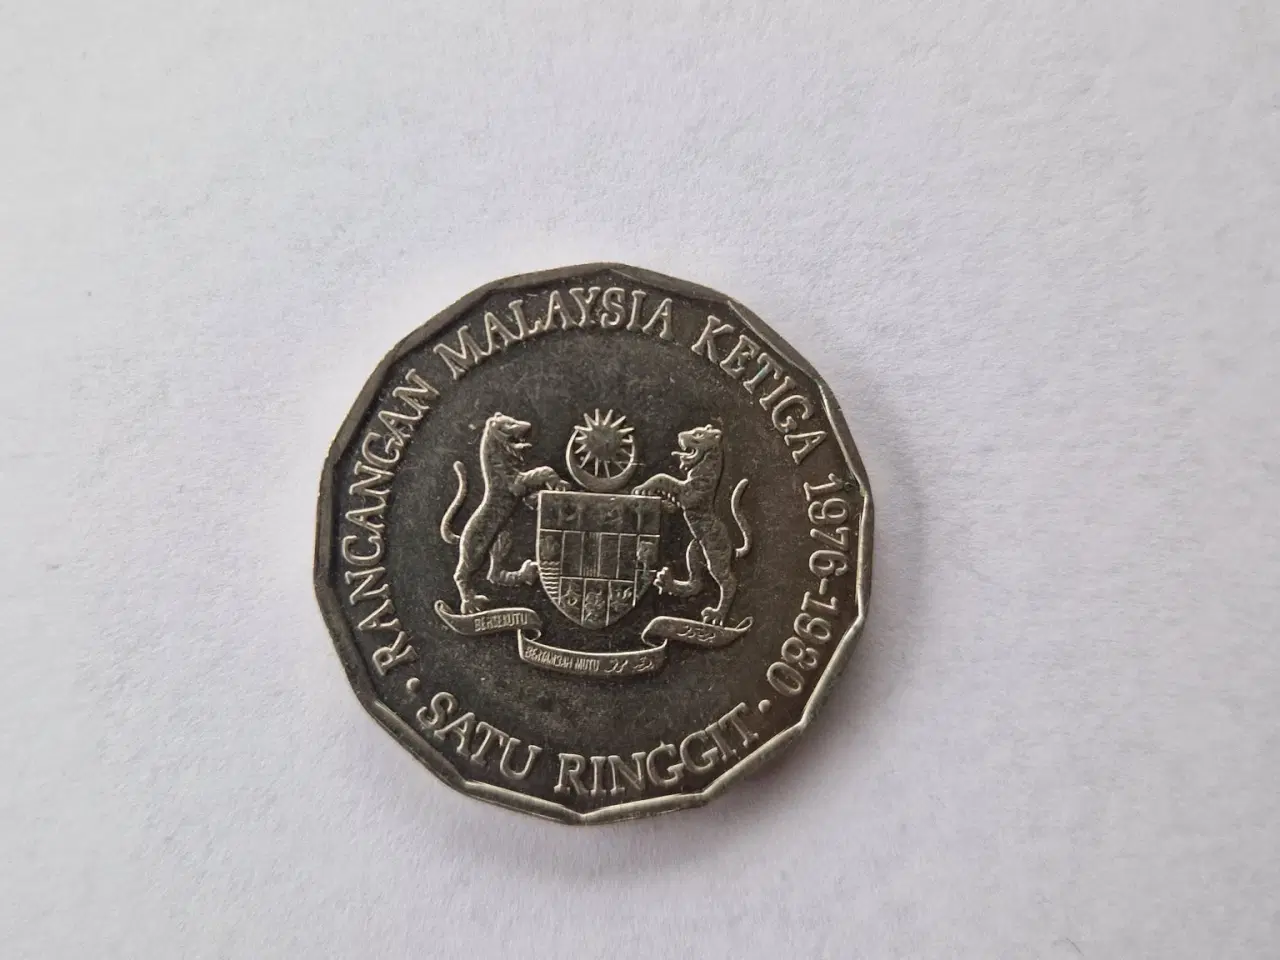 RANCANGAN MALAYSIA KETIGA 1976-1980
BERSEKUTU
BERTAMBAH MUTU
SATU RINGGIT